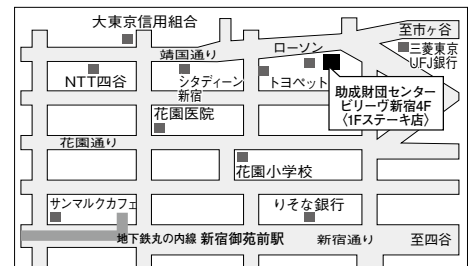 大東京信用組合
至市ヶ谷
靖国通り
ローソン
三菱東京
UFJ銀行
NTT四谷
シタディーン
新宿
トヨペット
助成財団センター
ビリーヴ新宿4F
〈1Fステーキ店〉
花園医院
花園通り
花園小学校
サンマルクカフェ
りそな銀行
地下鉄丸の内線 新宿御苑前駅
新宿通り
至四谷